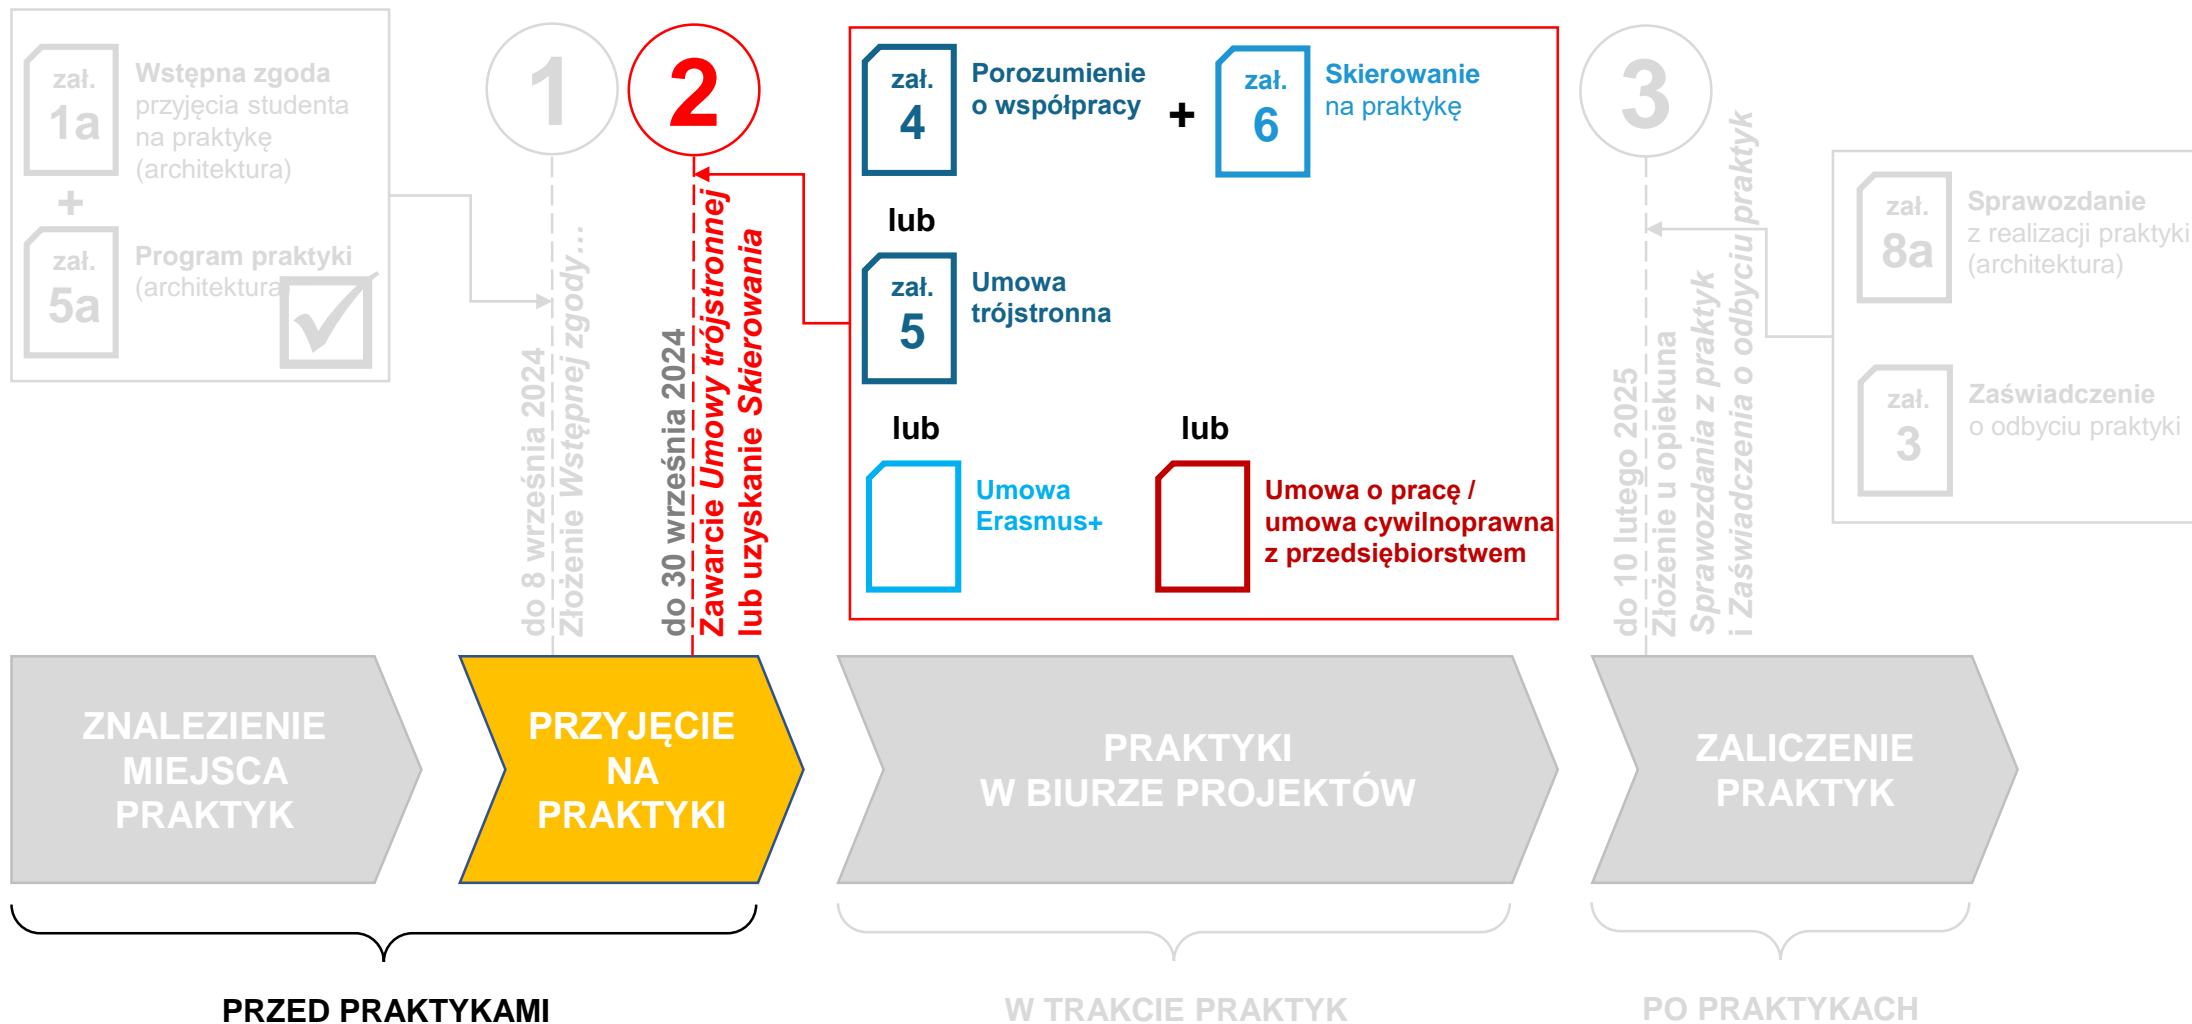 zał.
1a
Wstępna zgoda
przyjęcia studenta
na praktykę
(architektura)
+
zał.
5a
Program praktyki
(architektura
1
do 8 września 2024
Złożenie Wstępnej zgody…
2
do 30 września 2024
Zawarcie Umowy trójstronnej
lub uzyskanie Skierowania
zał.
4
Porozumienie
o współpracy
+
zał.
6
Skierowanie
na praktykę
lub
zał.
5
Umowa
trójstronna
lub
Umowa
Erasmus+
lub
Umowa o pracę /
umowa cywilnoprawna
z przedsiębiorstwem
3
do 10 lutego 2025
Złożenie u opiekuna
Sprawozdania z praktyk
i Zaświadczenia o odbyciu praktyk
zał.
8a
Sprawozdanie
z realizacji praktyki
(architektura)
zał.
3
Zaświadczenie
o odbyciu praktyki
ZNALEZIENIE
MIEJSCA
PRAKTYK
PRZYJĘCIE
NA
PRAKTYKI
PRAKTYKI
W BIURZE PROJEKTÓW
ZALICZENIE
PRAKTYK
PRZED PRAKTYKAMI
W TRAKCIE PRAKTYK
PO PRAKTYKACH